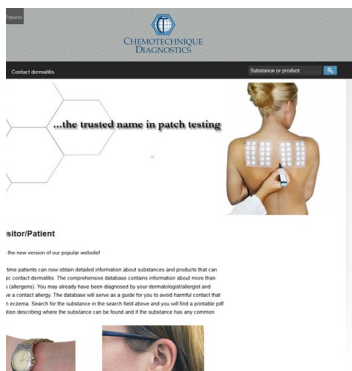 Patients
CHEMOTECHNIQUE
DIAGNOSTICS
Contact dermatitis
Substance or product
...the trusted name in patch testing
sitor/Patient
the new version of our popular website!
time patients can now obtain detailed information about substances and products that can
contact dermatitis. The comprehensive database contains information about more than
(allergens). You may already have been diagnosed by your dermatologist/allergist and
ve a contact allergy. The database will serve as a guide for you to avoid harmful contact that
n eczema. Search for the substance in the search field above and you will find a printable pdf
tion describing where the substance can be found and if the substance has any common